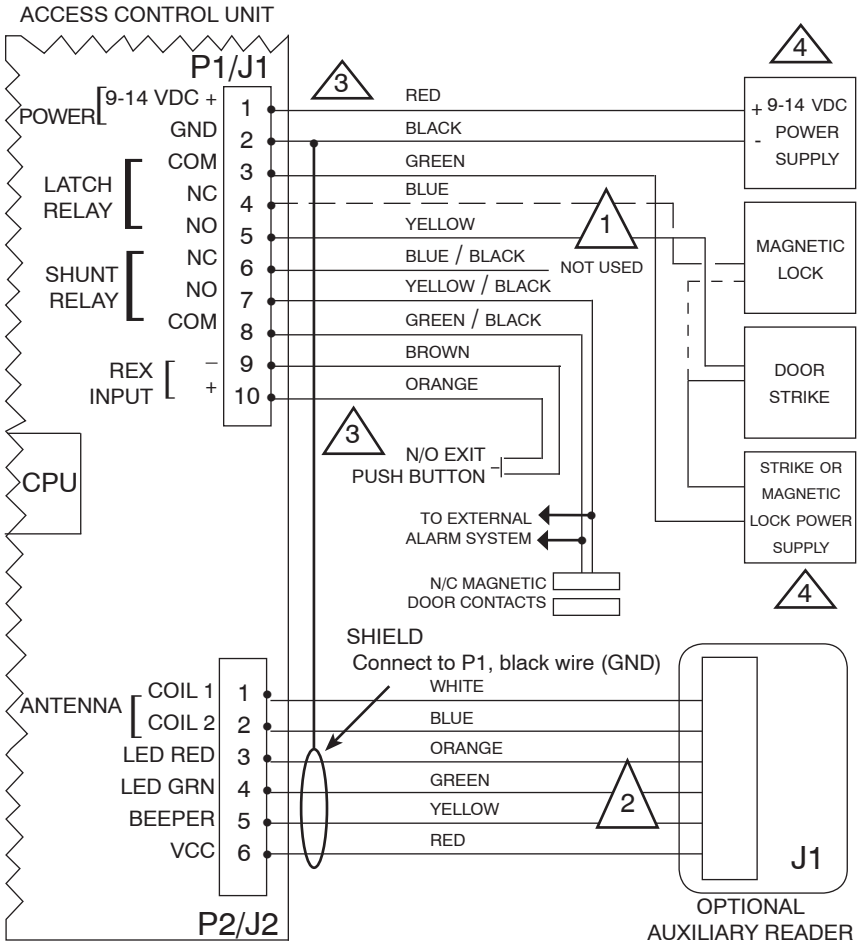 ACCESS CONTROL UNIT
P1/J1
POWER
9-14 VDC +
GND
LATCH
RELAY
COM
NC
NO
SHUNT
RELAY
NC
NO
COM
REX
INPUT
–
+
1
2
3
4
5
6
7
8
9
10
3
RED
BLACK
GREEN
BLUE
YELLOW
BLUE / BLACK
YELLOW / BLACK
GREEN / BLACK
BROWN
ORANGE
1
NOT USED
4
+ 9-14 VDC
- POWER
SUPPLY
MAGNETIC
LOCK
DOOR
STRIKE
STRIKE OR
MAGNETIC
LOCK POWER
SUPPLY
4
3
N/O EXIT
PUSH BUTTON
TO EXTERNAL
ALARM SYSTEM
N/C MAGNETIC
DOOR CONTACTS
CPU
SHIELD
Connect to P1, black wire (GND)
ANTENNA
COIL 1
COIL 2
LED RED
LED GRN
BEEPER
VCC
1
2
3
4
5
6
P2/J2
WHITE
BLUE
ORANGE
GREEN
YELLOW
RED
2
J1
OPTIONAL
AUXILIARY READER